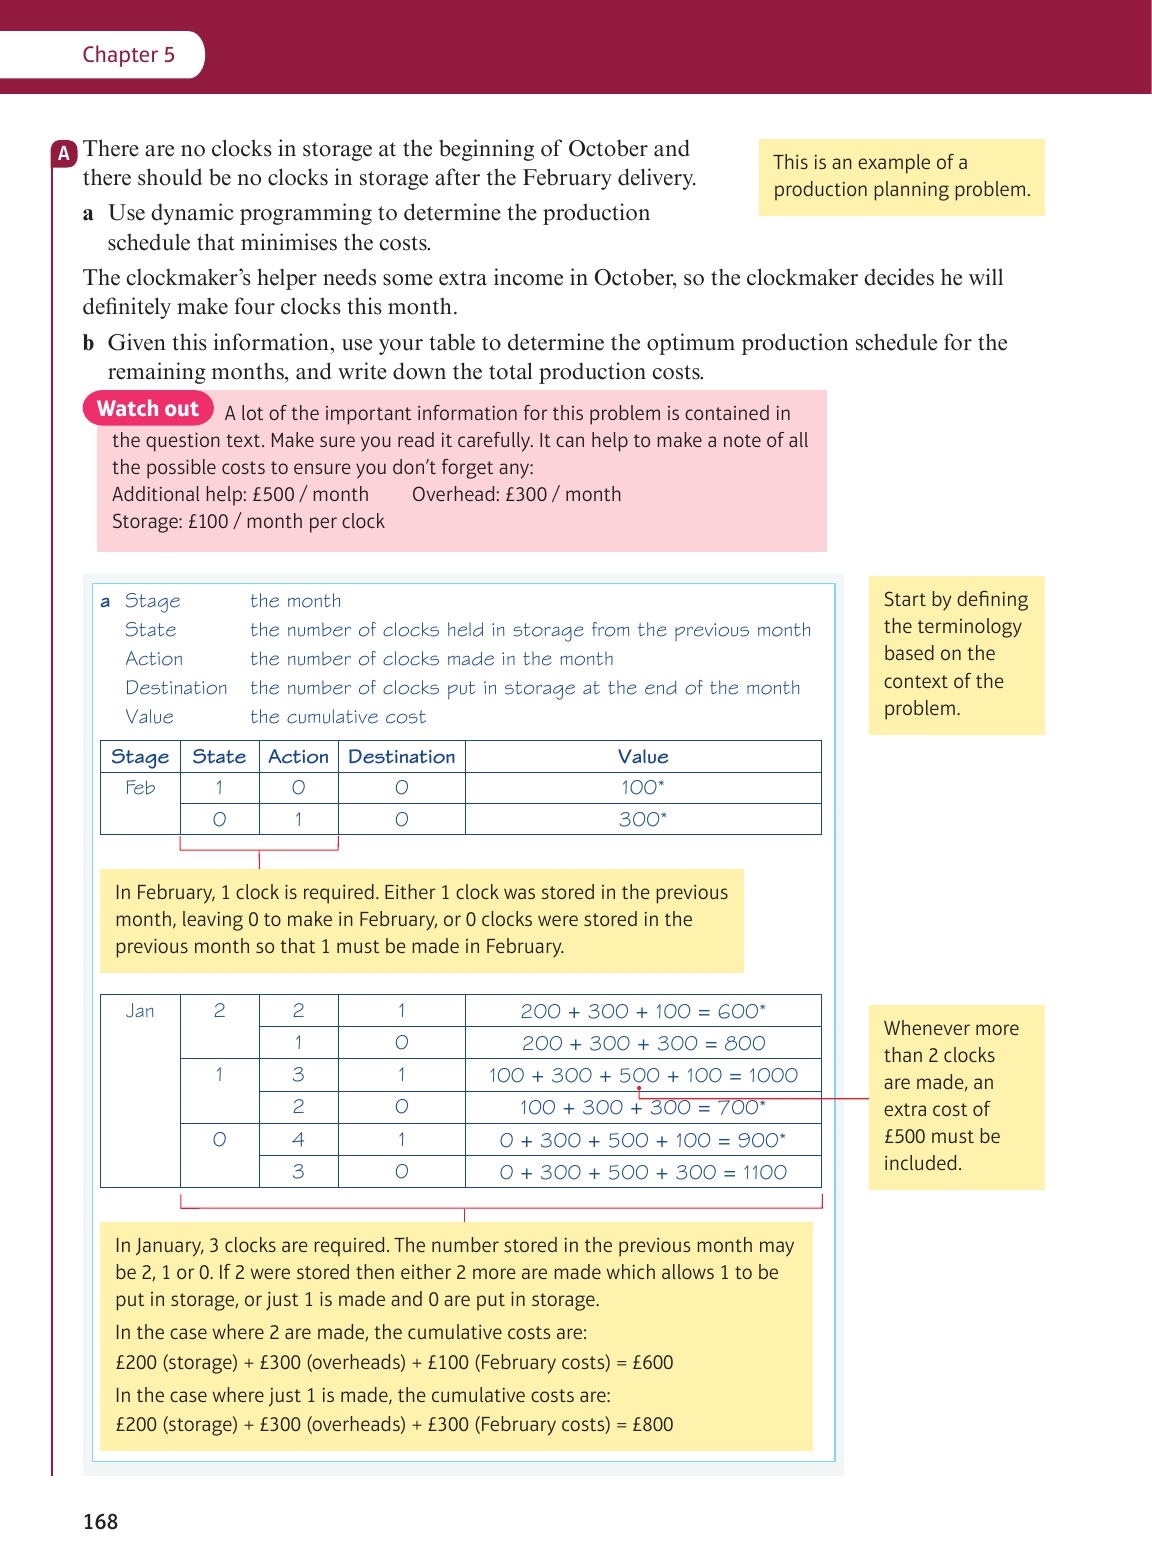 Chapter 5
A There are no clocks in storage at the beginning of October and
there should be no clocks in storage after the February delivery.
This is an example of a
production planning problem.
a Use dynamic programming to determine the production
schedule that minimises the costs.
The clockmaker’s helper needs some extra income in October, so the clockmaker decides he will
definitely make four clocks this month.
b Given this information, use your table to determine the optimum production schedule for the
remaining months, and write down the total production costs.
Watch out A lot of the important information for this problem is contained in
the question text. Make sure you read it carefully. It can help to make a note of all
the possible costs to ensure you don’t forget any:
Additional help: £500 / month Overhead: £300 / month
Storage: £100 / month per clock
a Stage the month
State the number of clocks held in storage from the previous month
Action the number of clocks made in the month
Destination the number of clocks put in storage at the end of the month
Value the cumulative cost
Start by defining
the terminology
based on the
context of the
problem.
Stage State Action Destination Value
Feb 1 0 0 100*
0 1 0 300*
In February, 1 clock is required. Either 1 clock was stored in the previous
month, leaving 0 to make in February, or 0 clocks were stored in the
previous month so that 1 must be made in February.
Jan 2 2 1 200 + 300 + 100 = 600*
1 0 200 + 300 + 300 = 800
1 3 1 100 + 300 + 500 + 100 = 1000
2 0 100 + 300 + 300 = 700*
0 4 1 0 + 300 + 500 + 100 = 900*
3 0 0 + 300 + 500 + 300 = 1100
Whenever more
than 2 clocks
are made, an
extra cost of
£500 must be
included.
In January, 3 clocks are required. The number stored in the previous month may
be 2, 1 or 0. If 2 were stored then either 2 more are made which allows 1 to be
put in storage, or just 1 is made and 0 are put in storage.
In the case where 2 are made, the cumulative costs are:
£200 (storage) + £300 (overheads) + £100 (February costs) = £600
In the case where just 1 is made, the cumulative costs are:
£200 (storage) + £300 (overheads) + £300 (February costs) = £800
168